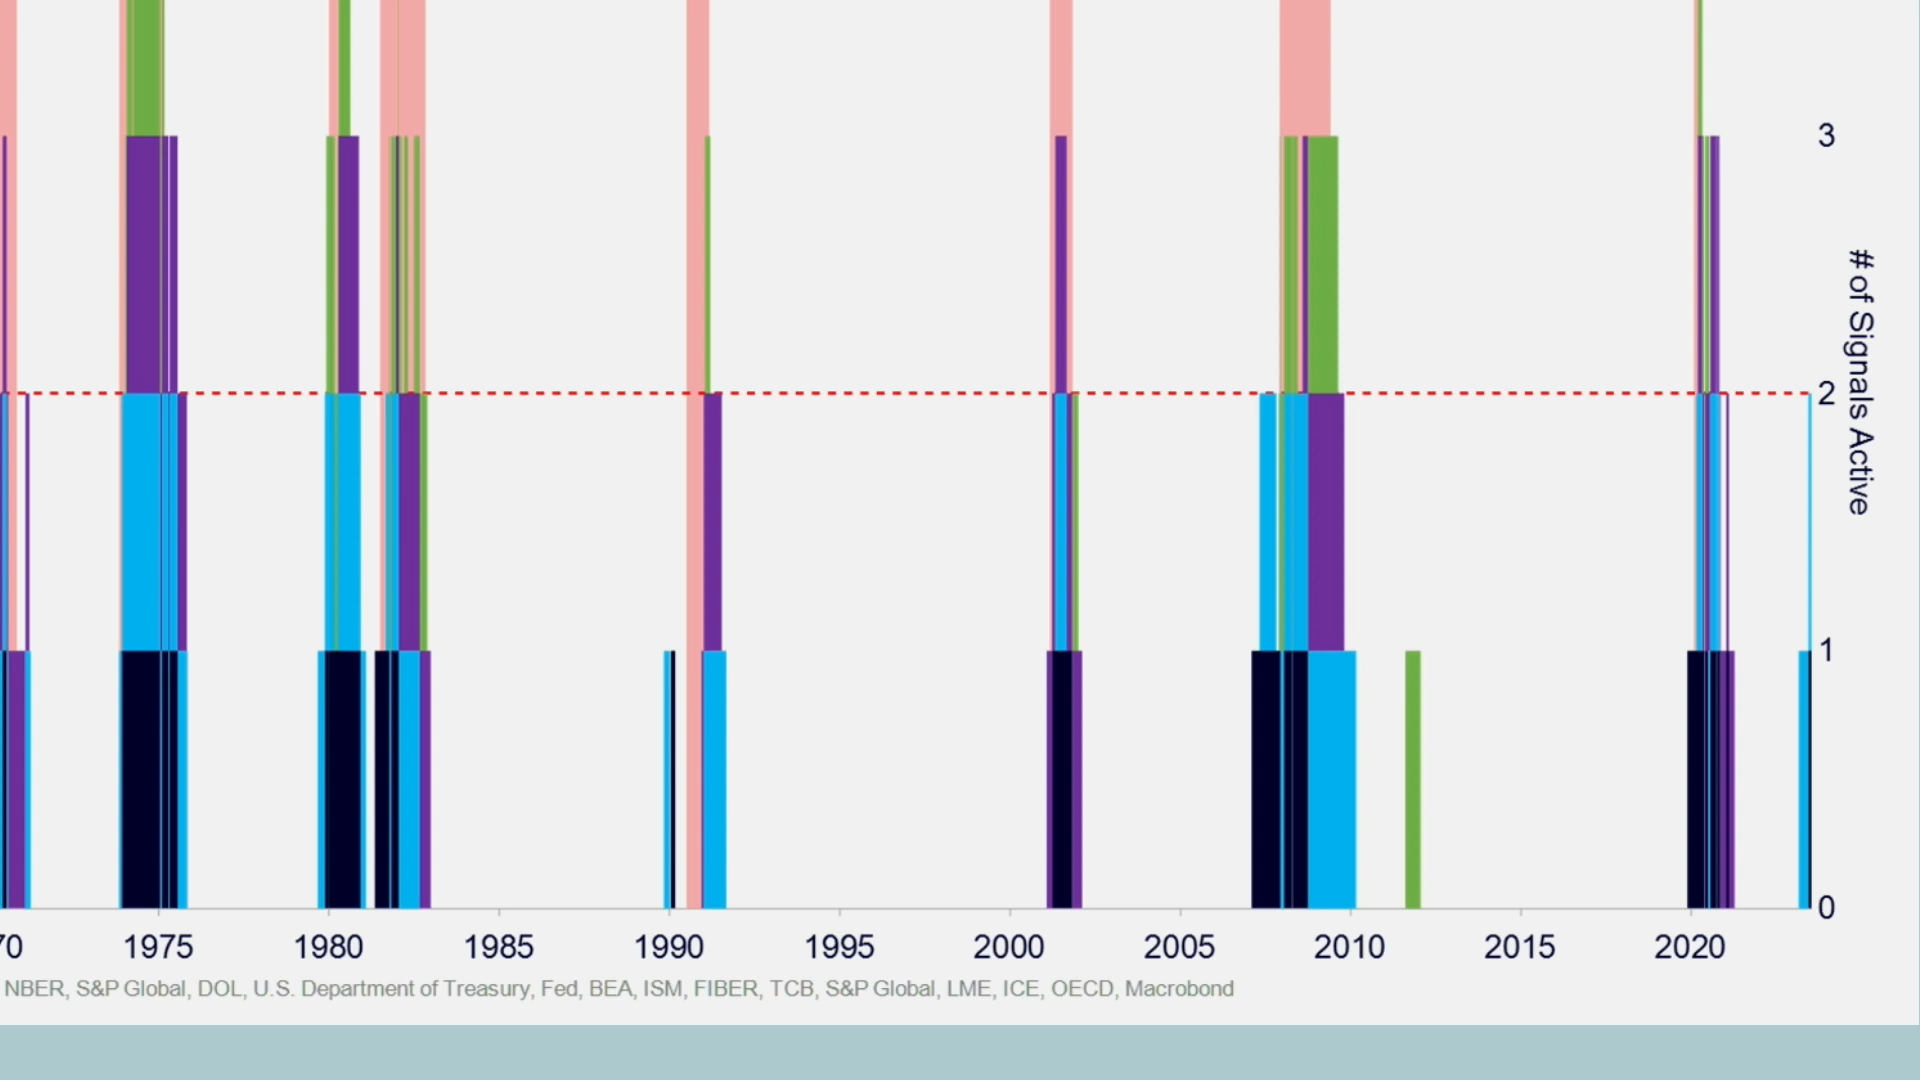 3
# of Signals Active
2
1
0
70 1975 1980 1985 1990 1995 2000 2005 2010 2015 2020
NBER, S&P Global, DOL, U.S. Department of Treasury, Fed, BEA, ISM, FIBER, TCB, S&P Global, LME, ICE, OECD, Macrobond